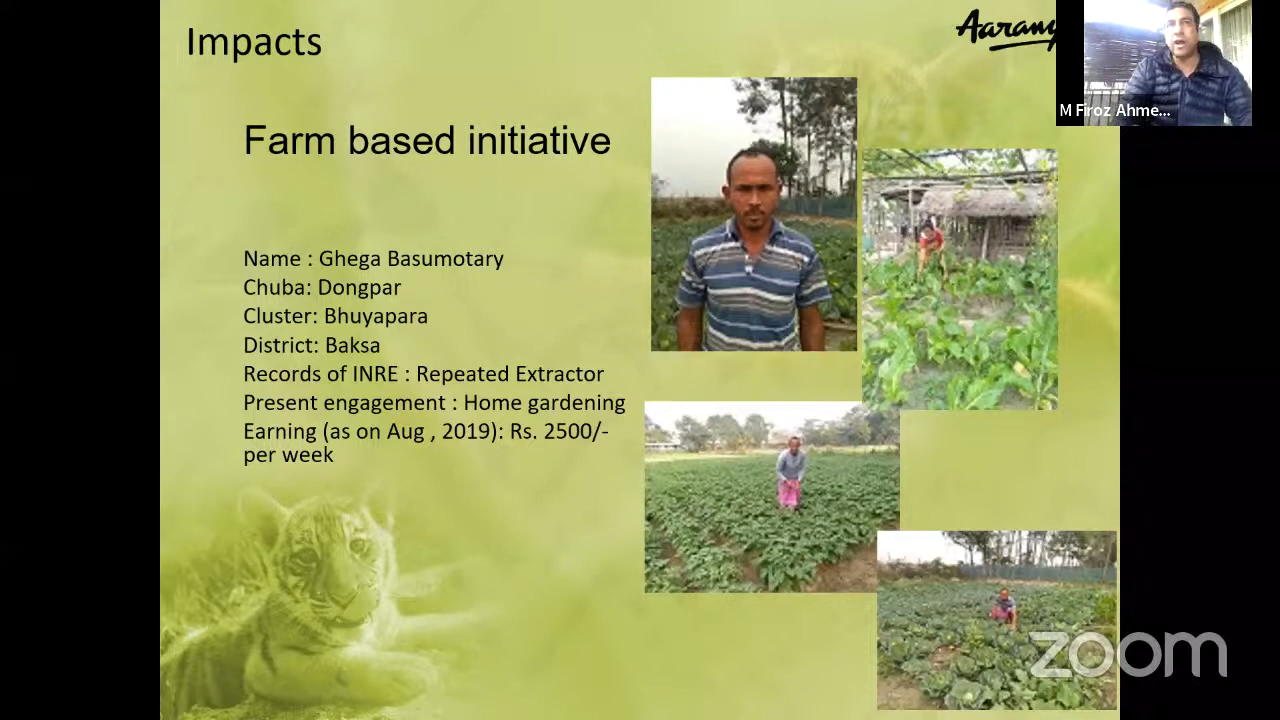 Impacts
Aarany
M Firoz Ahme...
Farm based initiative
Name : Ghega Basumotary
Chuba: Dongpar
Cluster: Bhuyapara
District: Baksa
Records of INRE : Repeated Extractor
Present engagement : Home gardening
Earning (as on Aug , 2019): Rs. 2500/-
per week
zoom